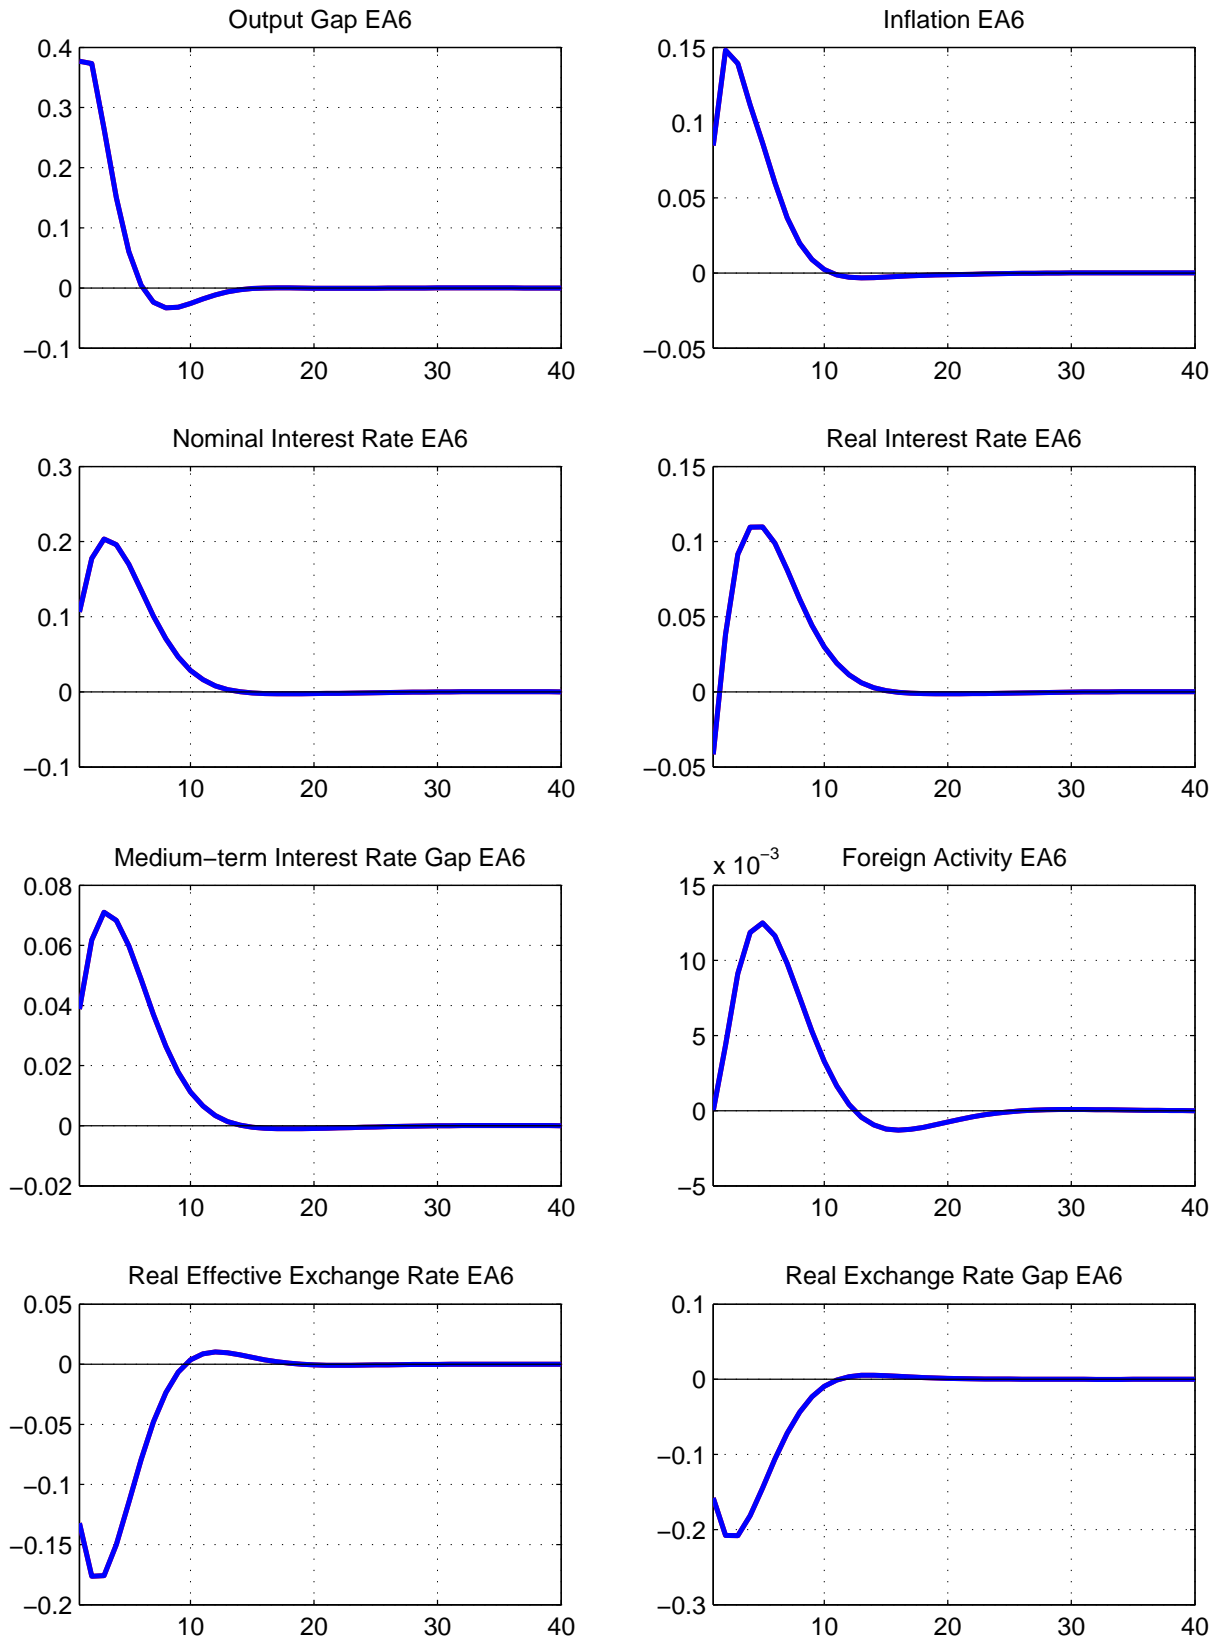 Output Gap EA6
0.4
0.3
0.2
0.1
0
−0.1
10 20 30 40
Inflation EA6
0.15
0.1
0.05
0
−0.05
10 20 30 40
Nominal Interest Rate EA6
0.3
0.2
0.1
0
−0.1
10 20 30 40
Real Interest Rate EA6
0.15
0.1
0.05
0
−0.05
10 20 30 40
Medium−term Interest Rate Gap EA6
0.08
0.06
0.04
0.02
0
−0.02
10 20 30 40
x 10⁻³
Foreign Activity EA6
15
10
5
0
−5
10 20 30 40
Real Effective Exchange Rate EA6
0.05
0
−0.05
−0.1
−0.15
−0.2
10 20 30 40
Real Exchange Rate Gap EA6
0.1
0
−0.1
−0.2
−0.3
10 20 30 40